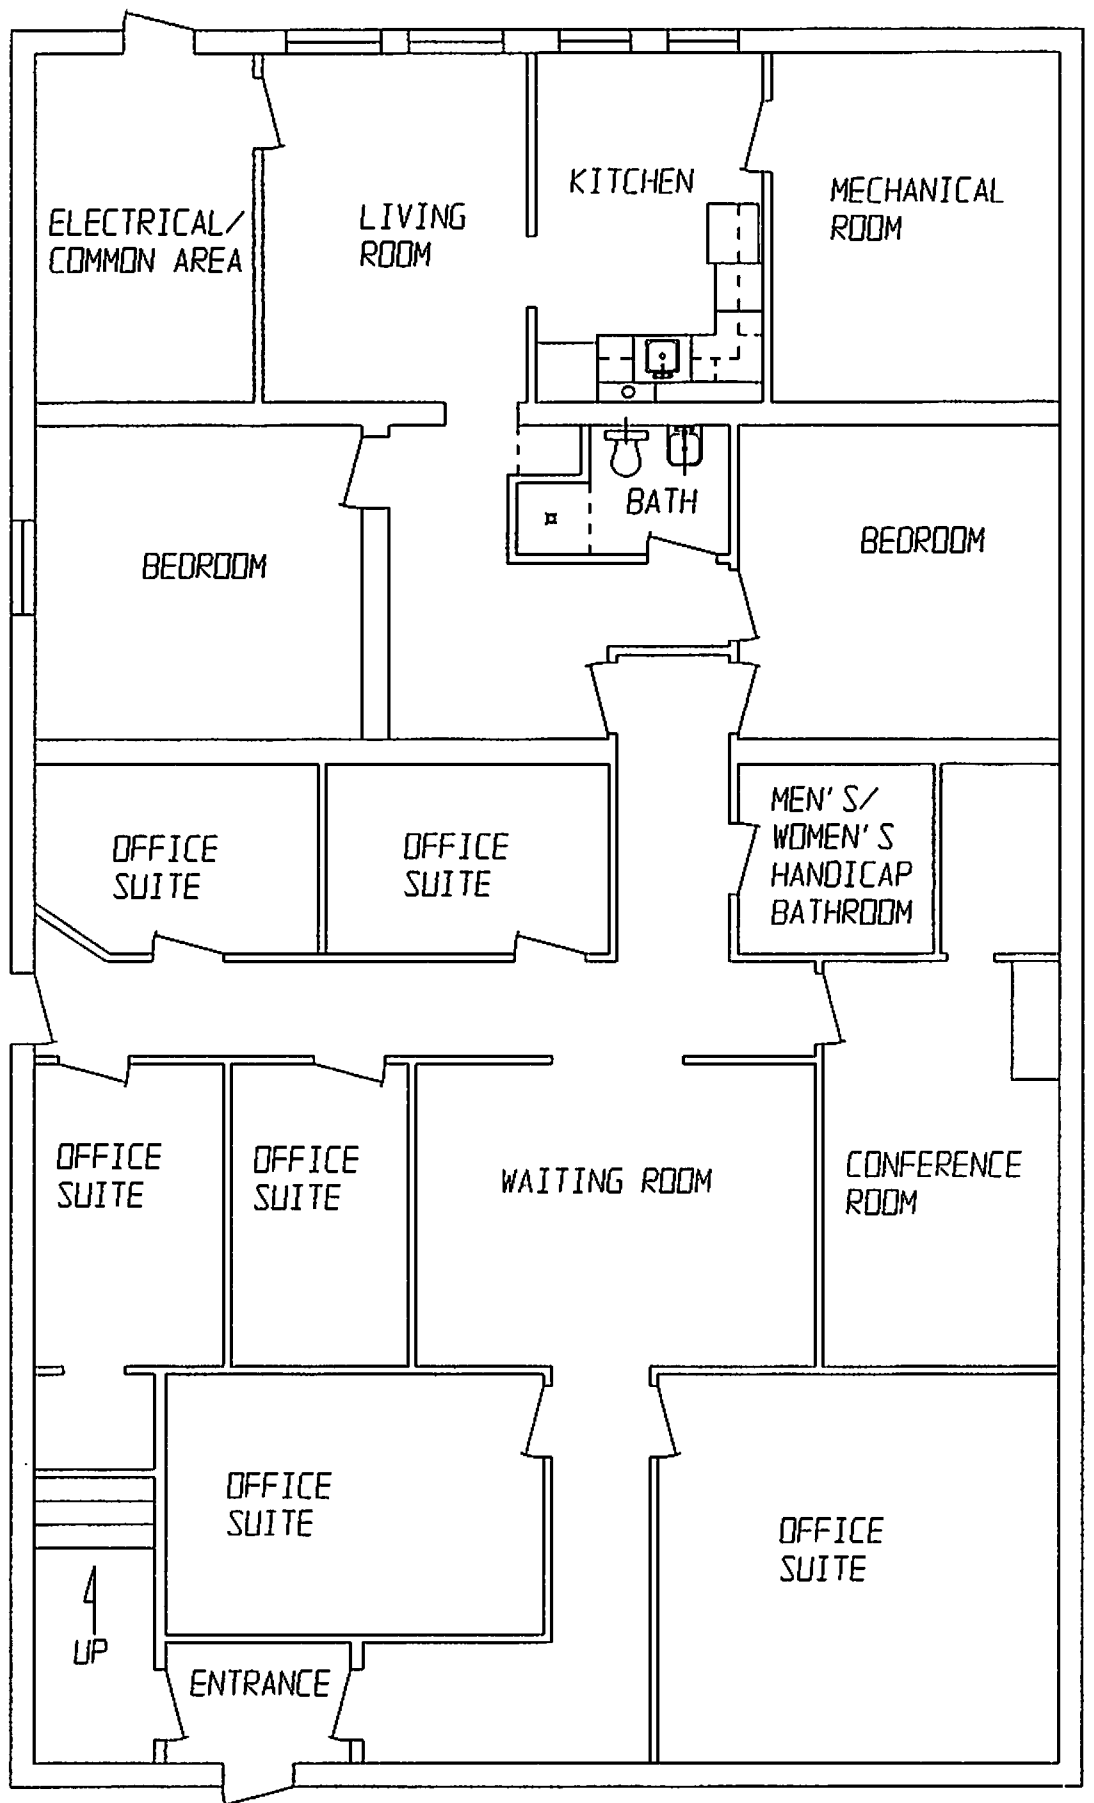 KITCHEN
MECHANICAL
ROOM
LIVING
ROOM
ELECTRICAL/
COMMON AREA
BATH
BEDROOM
BEDROOM
MEN'S/
WOMEN'S
HANDICAP
BATHROOM
OFFICE
SUITE
OFFICE
SUITE
OFFICE
SUITE
OFFICE
SUITE
WAITING ROOM
CONFERENCE
ROOM
OFFICE
SUITE
OFFICE
SUITE
UP
ENTRANCE